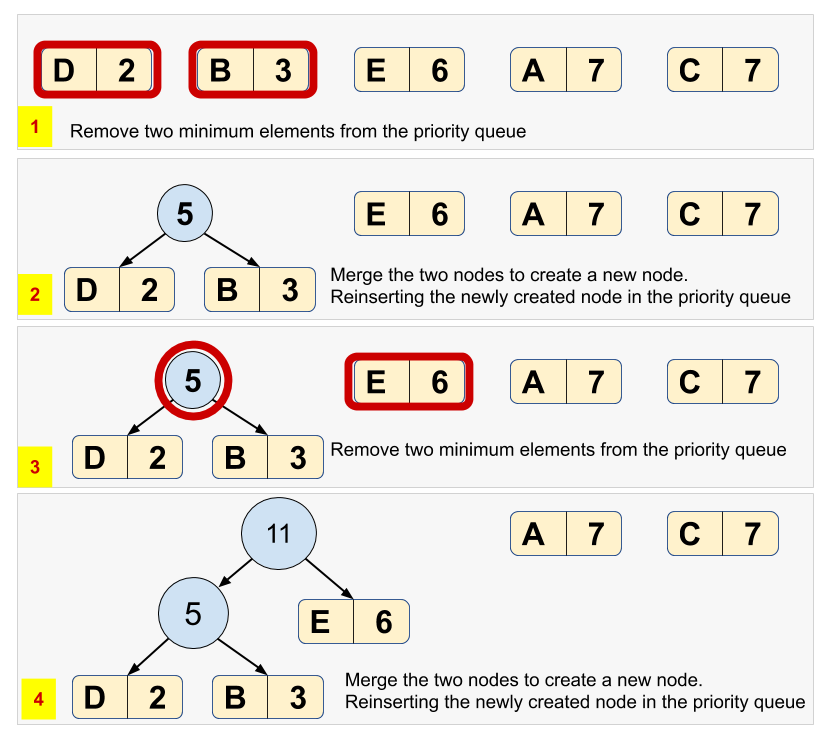 D 2 B 3 E 6 A 7 C 7
1 Remove two minimum elements from the priority queue
5 E 6 A 7 C 7
D 2 B 3
Merge the two nodes to create a new node.
2 Reinserting the newly created node in the priority queue
5 E 6 A 7 C 7
D 2 B 3
3 Remove two minimum elements from the priority queue
11 A 7 C 7
5 E 6
D 2 B 3
Merge the two nodes to create a new node.
4 Reinserting the newly created node in the priority queue